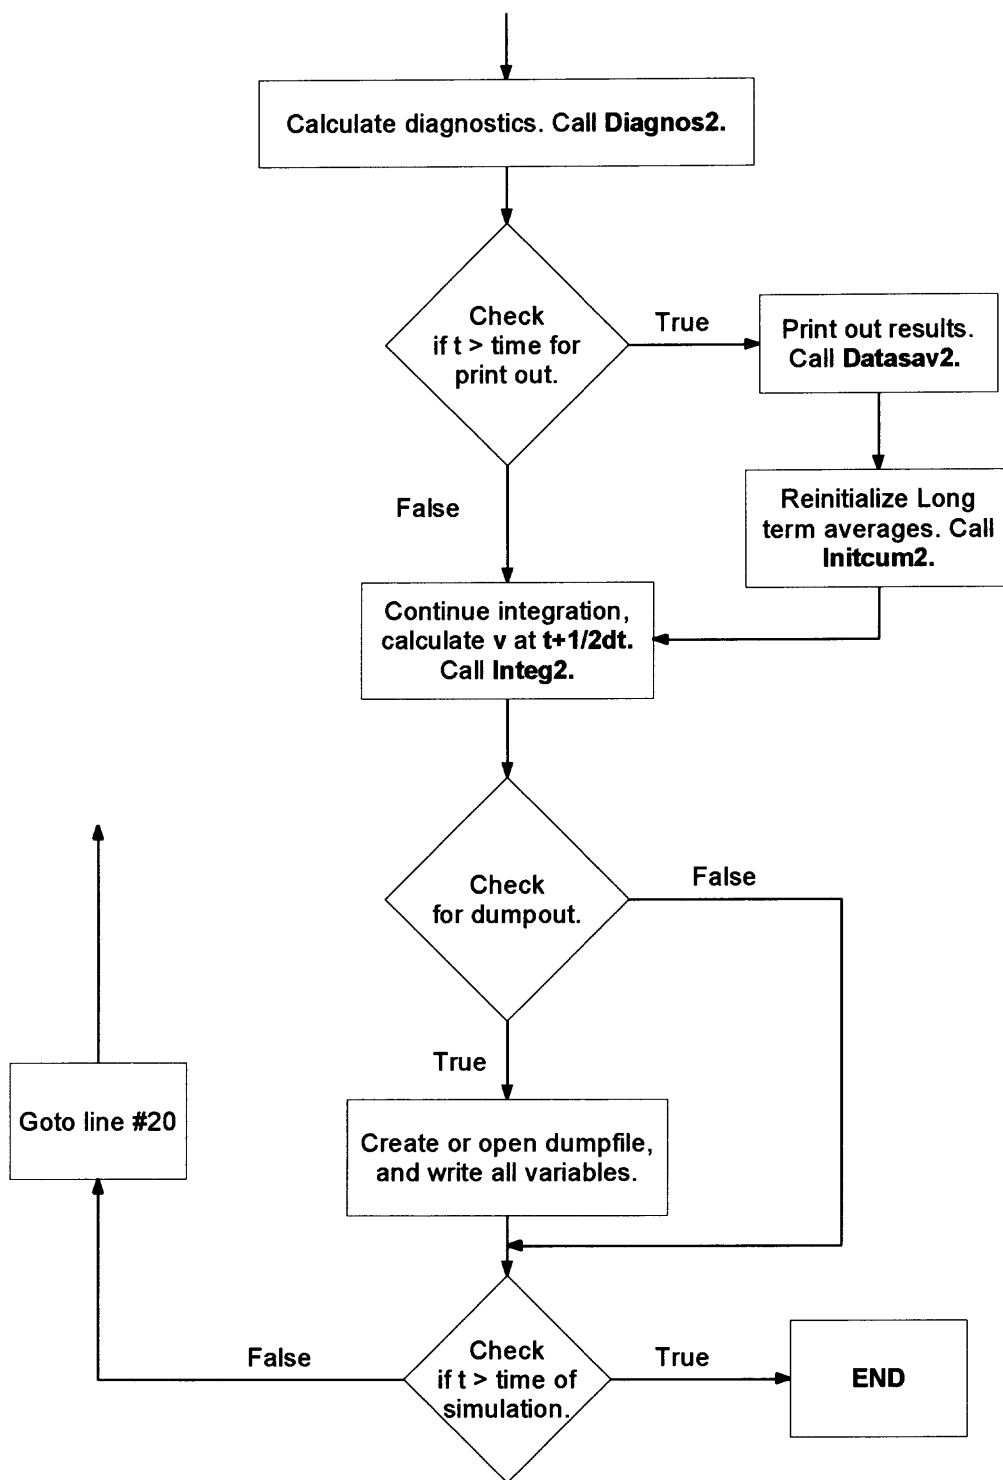 Calculate diagnostics. Call Diagnos2.
Check
if t > time for
print out.
True
Print out results.
Call Datasav2.
Reinitialize Long
term averages. Call
Initcum2.
False
Continue integration,
calculate v at t+1/2dt.
Call Integ2.
Check
for dumpout.
False
True
Create or open dumpfile,
and write all variables.
Goto line #20
Check
if t > time of
simulation.
False
True
END